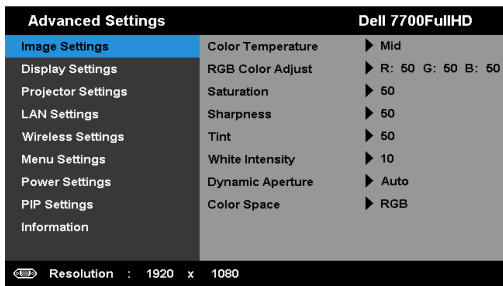 Advanced Settings Dell 7700FullHD
Image Settings Color Temperature Mid
Display Settings RGB Color Adjust R: 50 G: 50 B: 50
Projector Settings Saturation 50
LAN Settings Sharpness 50
Wireless Settings Tint 50
Menu Settings White Intensity 10
Power Settings Dynamic Aperture Auto
PIP Settings Color Space RGB
Information
Resolution : 1920 x 1080